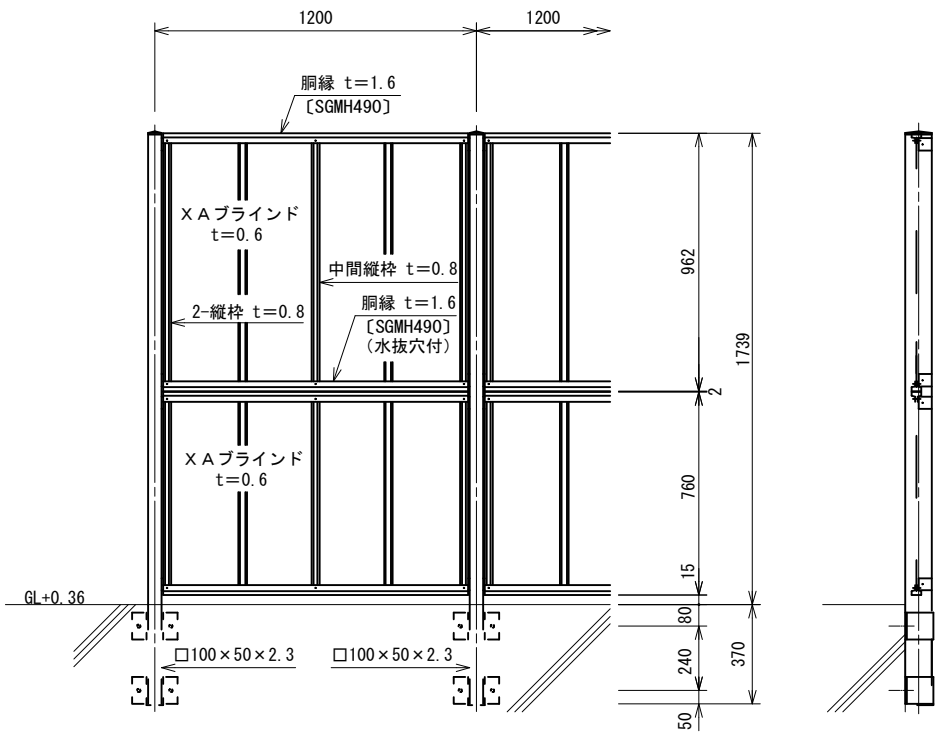 1200
1200
胴縁 t=1.6
〔SGMH490〕
XAブラインド
t=0.6
962
中間縦枠 t=0.8
胴縁 t=1.6
〔SGMH490〕
(水抜穴付)
2-縦枠 t=0.8
1739
2
XAブラインド
t=0.6
760
15
GL+0.36
80
□100×50×2.3
□100×50×2.3
240
370
50